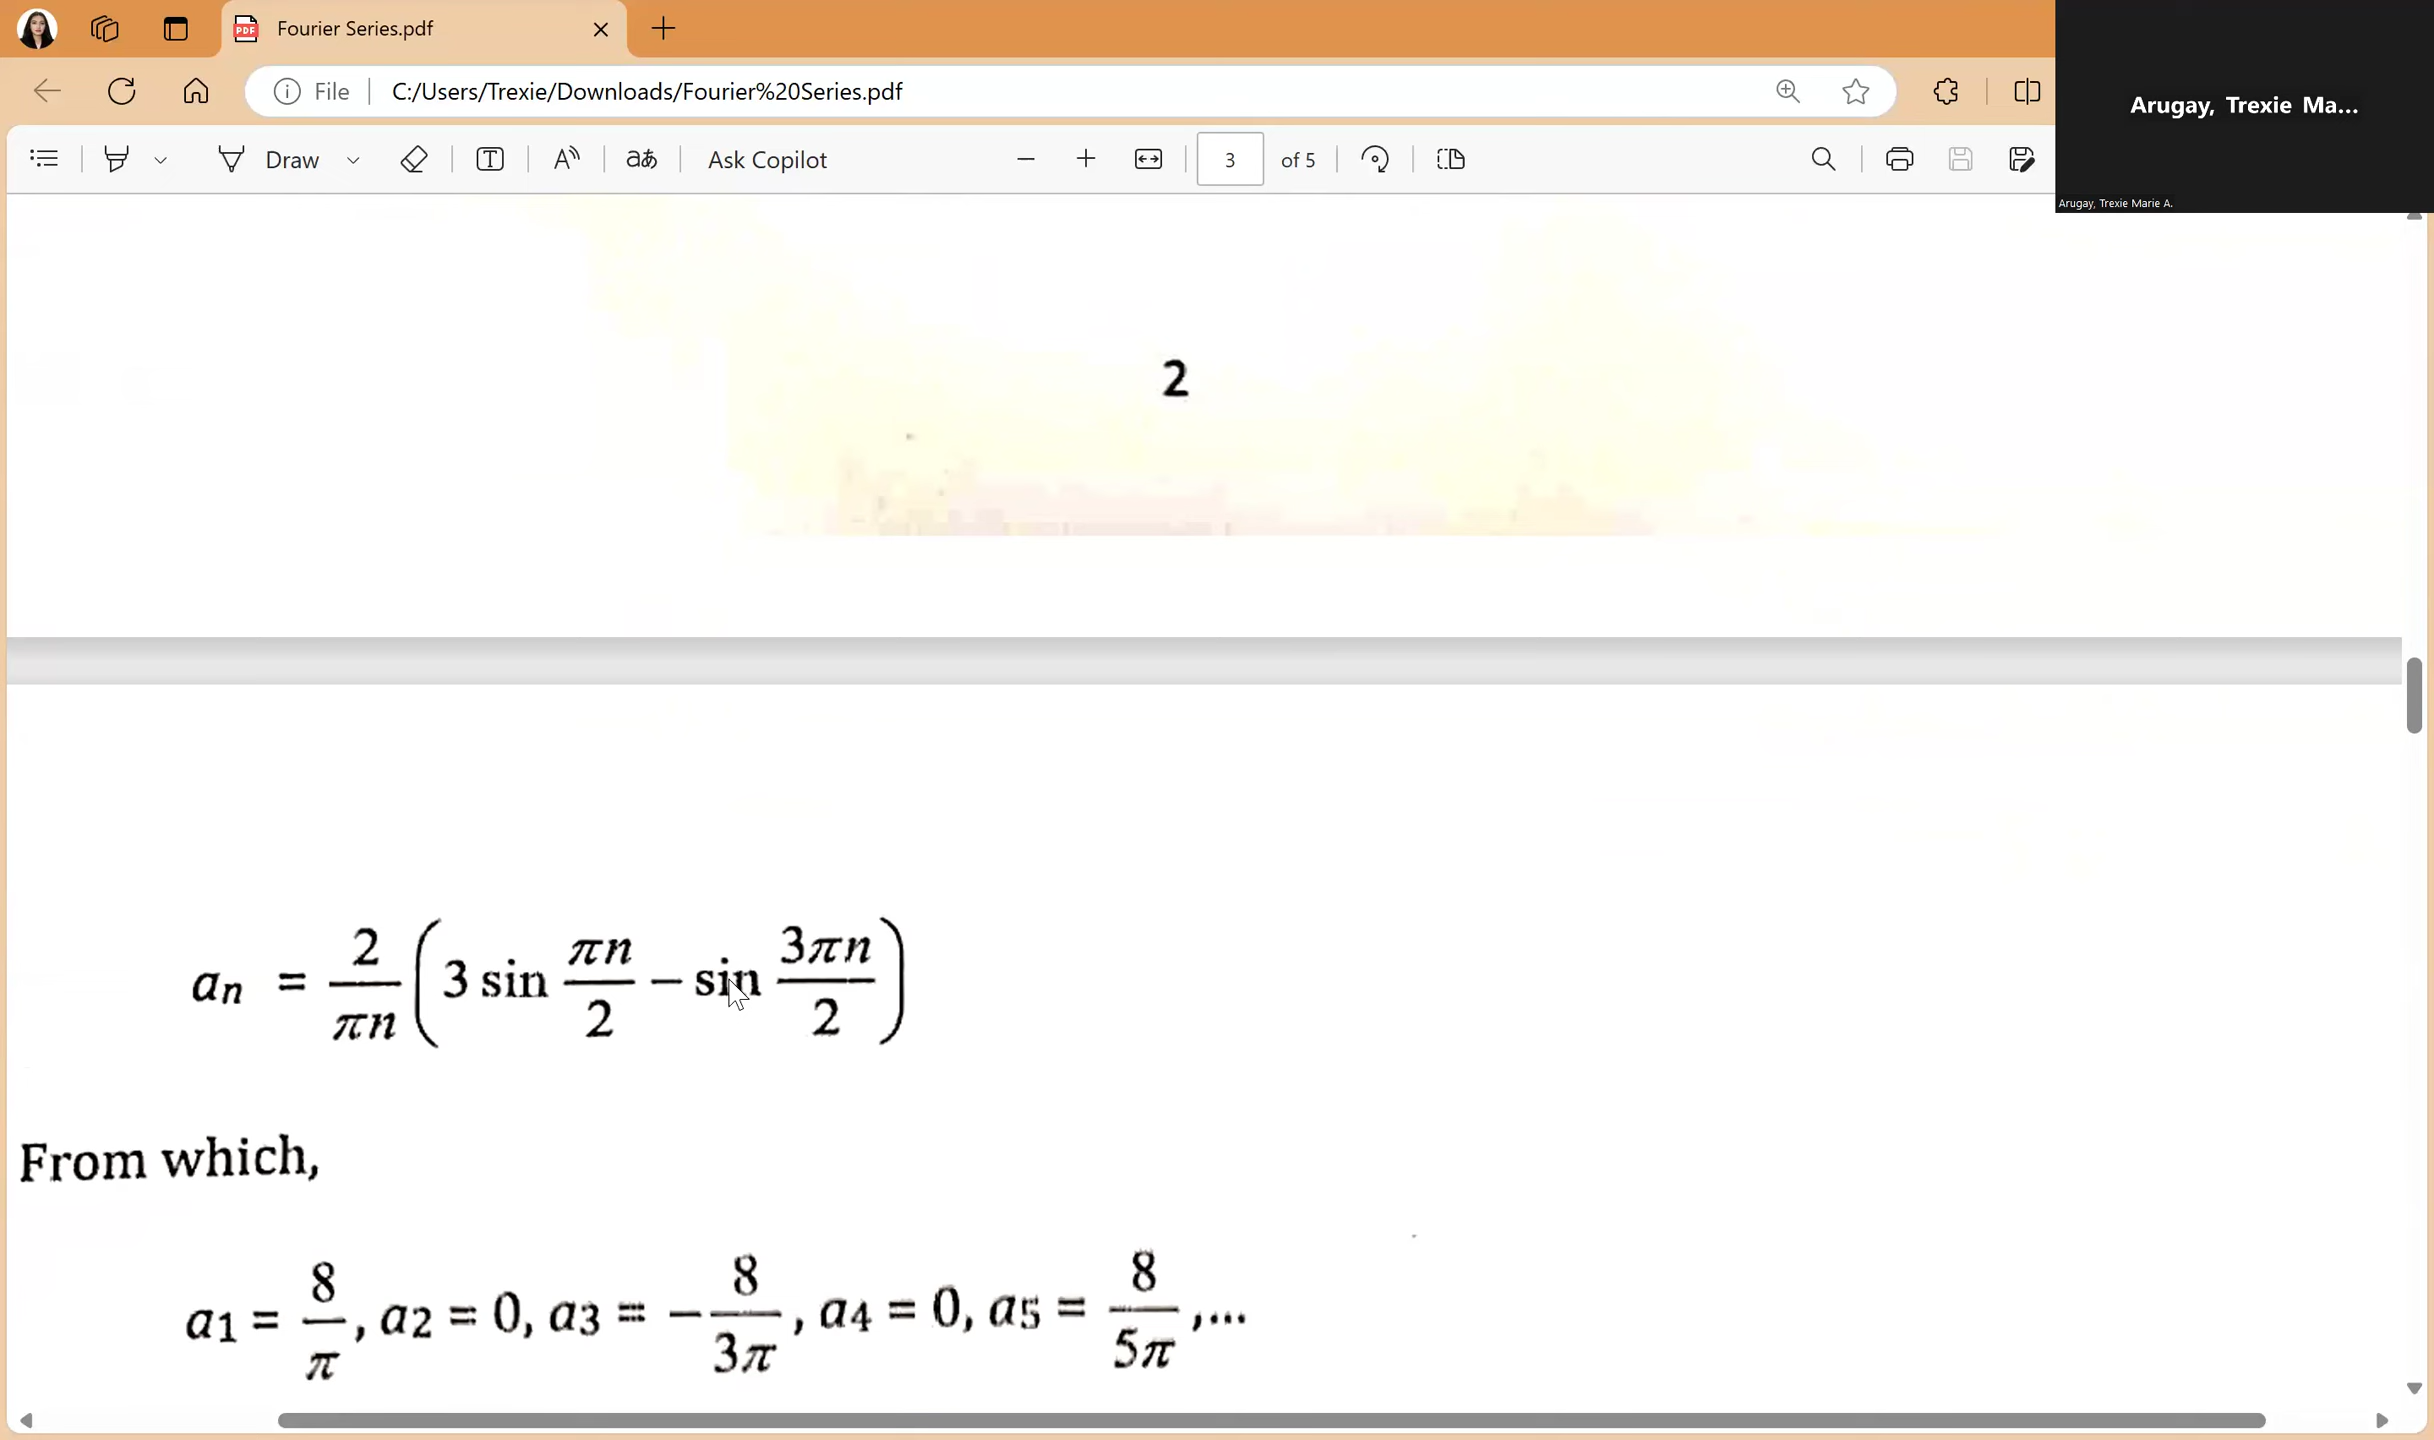 Fourier Series.pdf
File C:/Users/Trexie/Downloads/Fourier%20Series.pdf
Arugay, Trexie Ma...
Draw T A aあ Ask Copilot 3 of 5
Arugay, Trexie Marie A.
2
an = 2/πn (3 sin πn/2 − sin 3πn/2)
From which,
a1 = 8/π, a2 = 0, a3 = −8/3π, a4 = 0, a5 = 8/5π,...